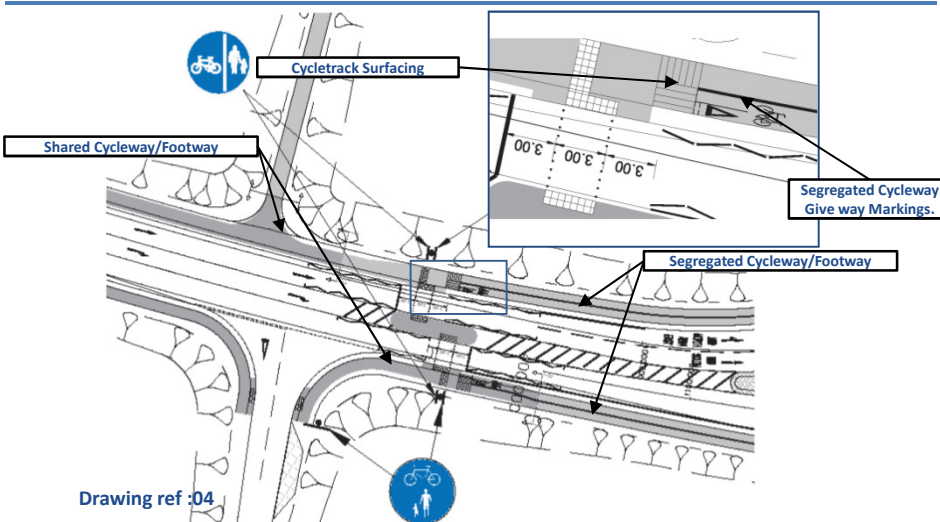 Cycletrack Surfacing
Shared Cycleway/Footway
3.00
3.00
3.00
Segregated Cycleway
Give way Markings.
Segregated Cycleway/Footway
Drawing ref :04